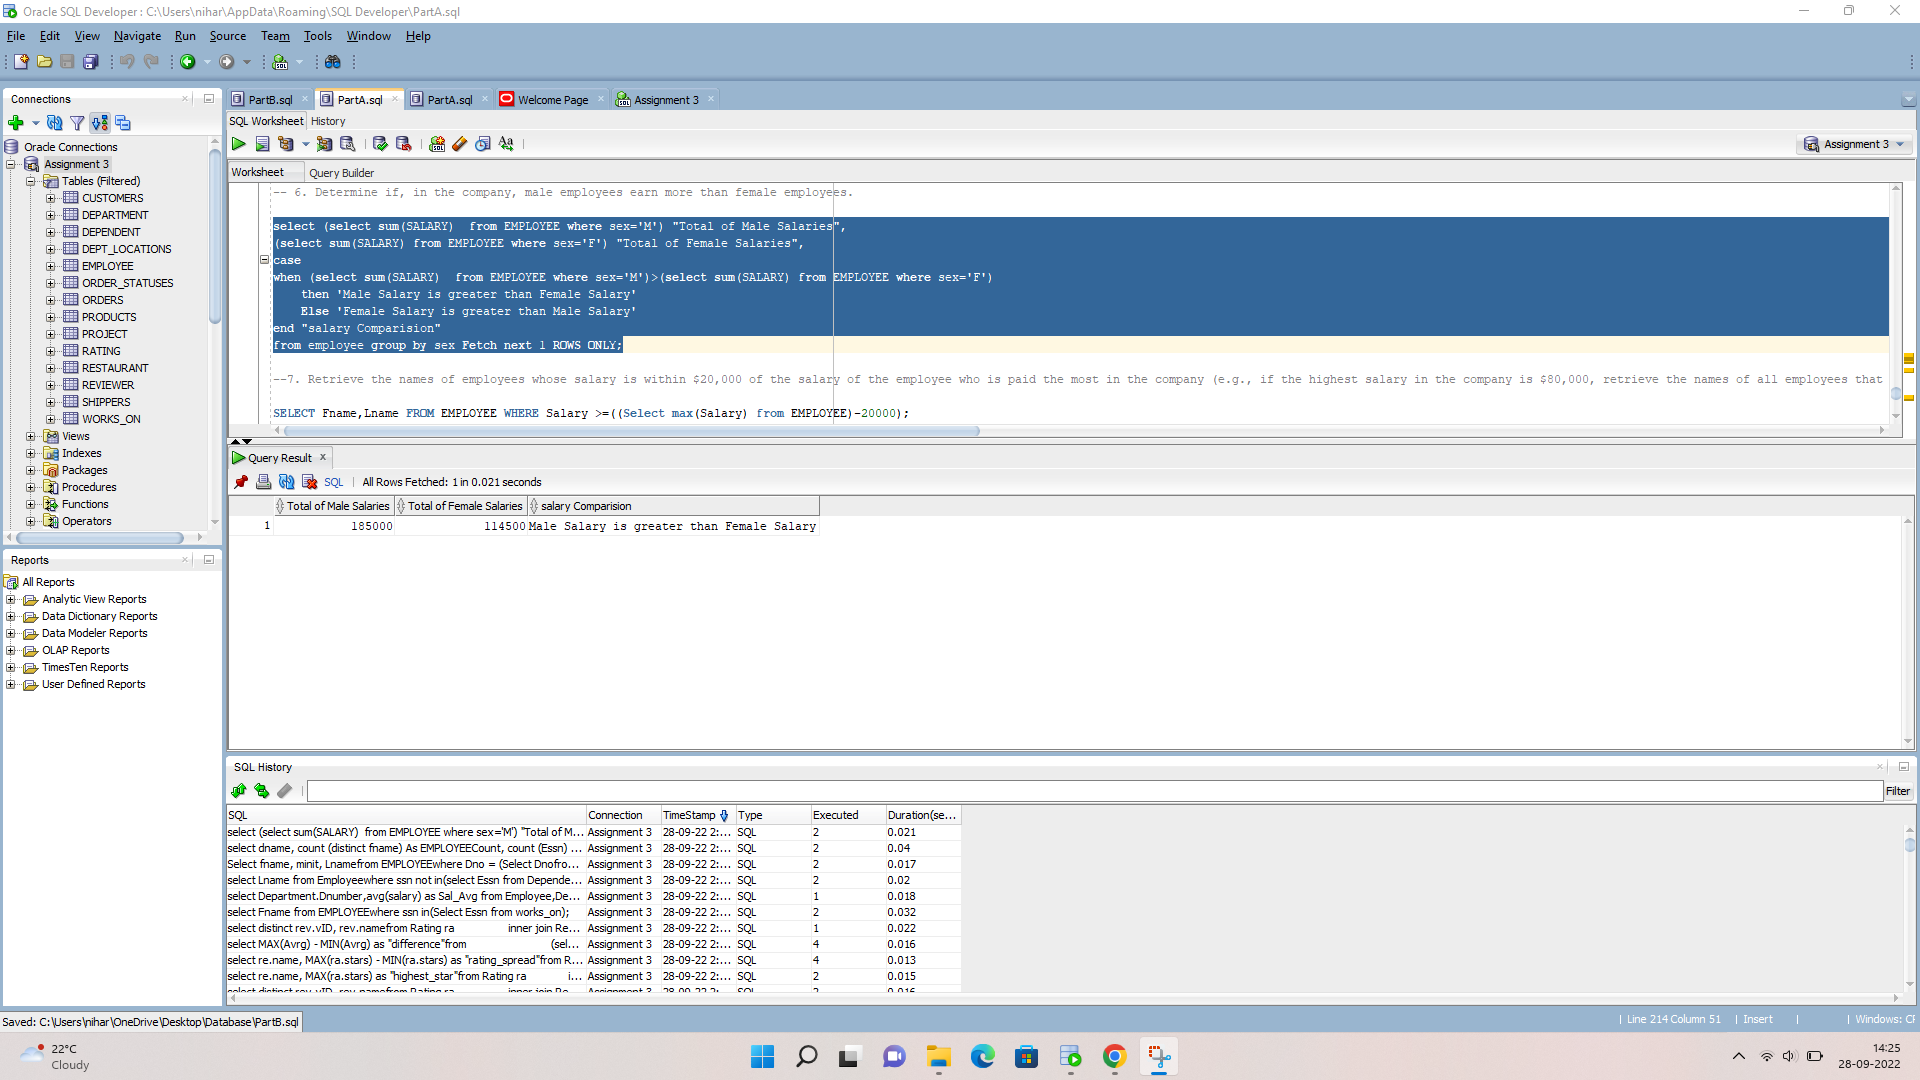 Oracle SQL Developer : C:\Users\nihar\AppData\Roaming\SQL Developer\PartA.sql
File Edit View Navigate Run Source Team Tools Window Help
Connections
Oracle Connections
Assignment 3
Tables (Filtered)
CUSTOMERS
DEPARTMENT
DEPENDENT
DEPT_LOCATIONS
EMPLOYEE
ORDER_STATUSES
ORDERS
PRODUCTS
PROJECT
RATING
RESTAURANT
REVIEWER
SHIPPERS
WORKS_ON
Views
Indexes
Packages
Procedures
Functions
Operators
Reports
All Reports
Analytic View Reports
Data Dictionary Reports
Data Modeler Reports
OLAP Reports
TimesTen Reports
User Defined Reports
PartB.sql PartA.sql PartA.sql Welcome Page Assignment 3
SQL Worksheet History
Assignment 3
Worksheet Query Builder
-- 6. Determine if, in the company, male employees earn more than female employees.
select (select sum(SALARY)  from EMPLOYEE where sex='M') "Total of Male Salaries",
(select sum(SALARY) from EMPLOYEE where sex='F') "Total of Female Salaries",
case
when (select sum(SALARY)  from EMPLOYEE where sex='M')>(select sum(SALARY) from EMPLOYEE where sex='F')
then 'Male Salary is greater than Female Salary'
Else 'Female Salary is greater than Male Salary'
end "salary Comparision"
from employee group by sex Fetch next 1 ROWS ONLY;
--7. Retrieve the names of employees whose salary is within $20,000 of the salary of the employee who is paid the most in the company (e.g., if the highest salary in the company is $80,000, retrieve the names of all employees that
SELECT Fname,Lname FROM EMPLOYEE WHERE Salary >=((Select max(Salary) from EMPLOYEE)-20000);
Query Result
SQL | All Rows Fetched: 1 in 0.021 seconds
Total of Male Salaries Total of Female Salaries salary Comparision
1 185000 114500 Male Salary is greater than Female Salary
SQL History
Filter
SQL Connection TimeStamp Type Executed Duration(se...
select (select sum(SALARY)  from EMPLOYEE where sex='M') "Total of M... Assignment 3 28-09-22 2:... SQL 2 0.021
select dname, count (distinct fname) As EMPLOYEECount, count (Essn) ... Assignment 3 28-09-22 2:... SQL 2 0.04
Select fname, minit, Lnamefrom EMPLOYEEwhere Dno = (Select Dnofro... Assignment 3 28-09-22 2:... SQL 2 0.017
select Lname from Employeewhere ssn not in(select Essn from Depende... Assignment 3 28-09-22 2:... SQL 2 0.02
select Department.Dnumber,avg(salary) as Sal_Avg from Employee,De... Assignment 3 28-09-22 2:... SQL 1 0.018
select Fname from EMPLOYEEwhere ssn in(Select Essn from works_on); Assignment 3 28-09-22 2:... SQL 2 0.032
select distinct rev.vID, rev.namefrom Rating ra inner join Re... Assignment 3 28-09-22 2:... SQL 1 0.022
select MAX(Avrg) - MIN(Avrg) as "difference"from (sel... Assignment 3 28-09-22 2:... SQL 4 0.016
select re.name, MAX(ra.stars) - MIN(ra.stars) as "rating_spread"from R... Assignment 3 28-09-22 2:... SQL 4 0.013
select re.name, MAX(ra.stars) as "highest_star"from Rating ra i... Assignment 3 28-09-22 2:... SQL 2 0.015
select distinct rev.vID, rev.namefrom Rating ra inner join Re... Assignment 3 28-09-22 2:... SQL 2 0.016
Saved: C:\Users\nihar\OneDrive\Desktop\Database\PartB.sql
| Line 214 Column 51 | Insert | | Windows: CR
22°C
Cloudy
14:25
28-09-2022